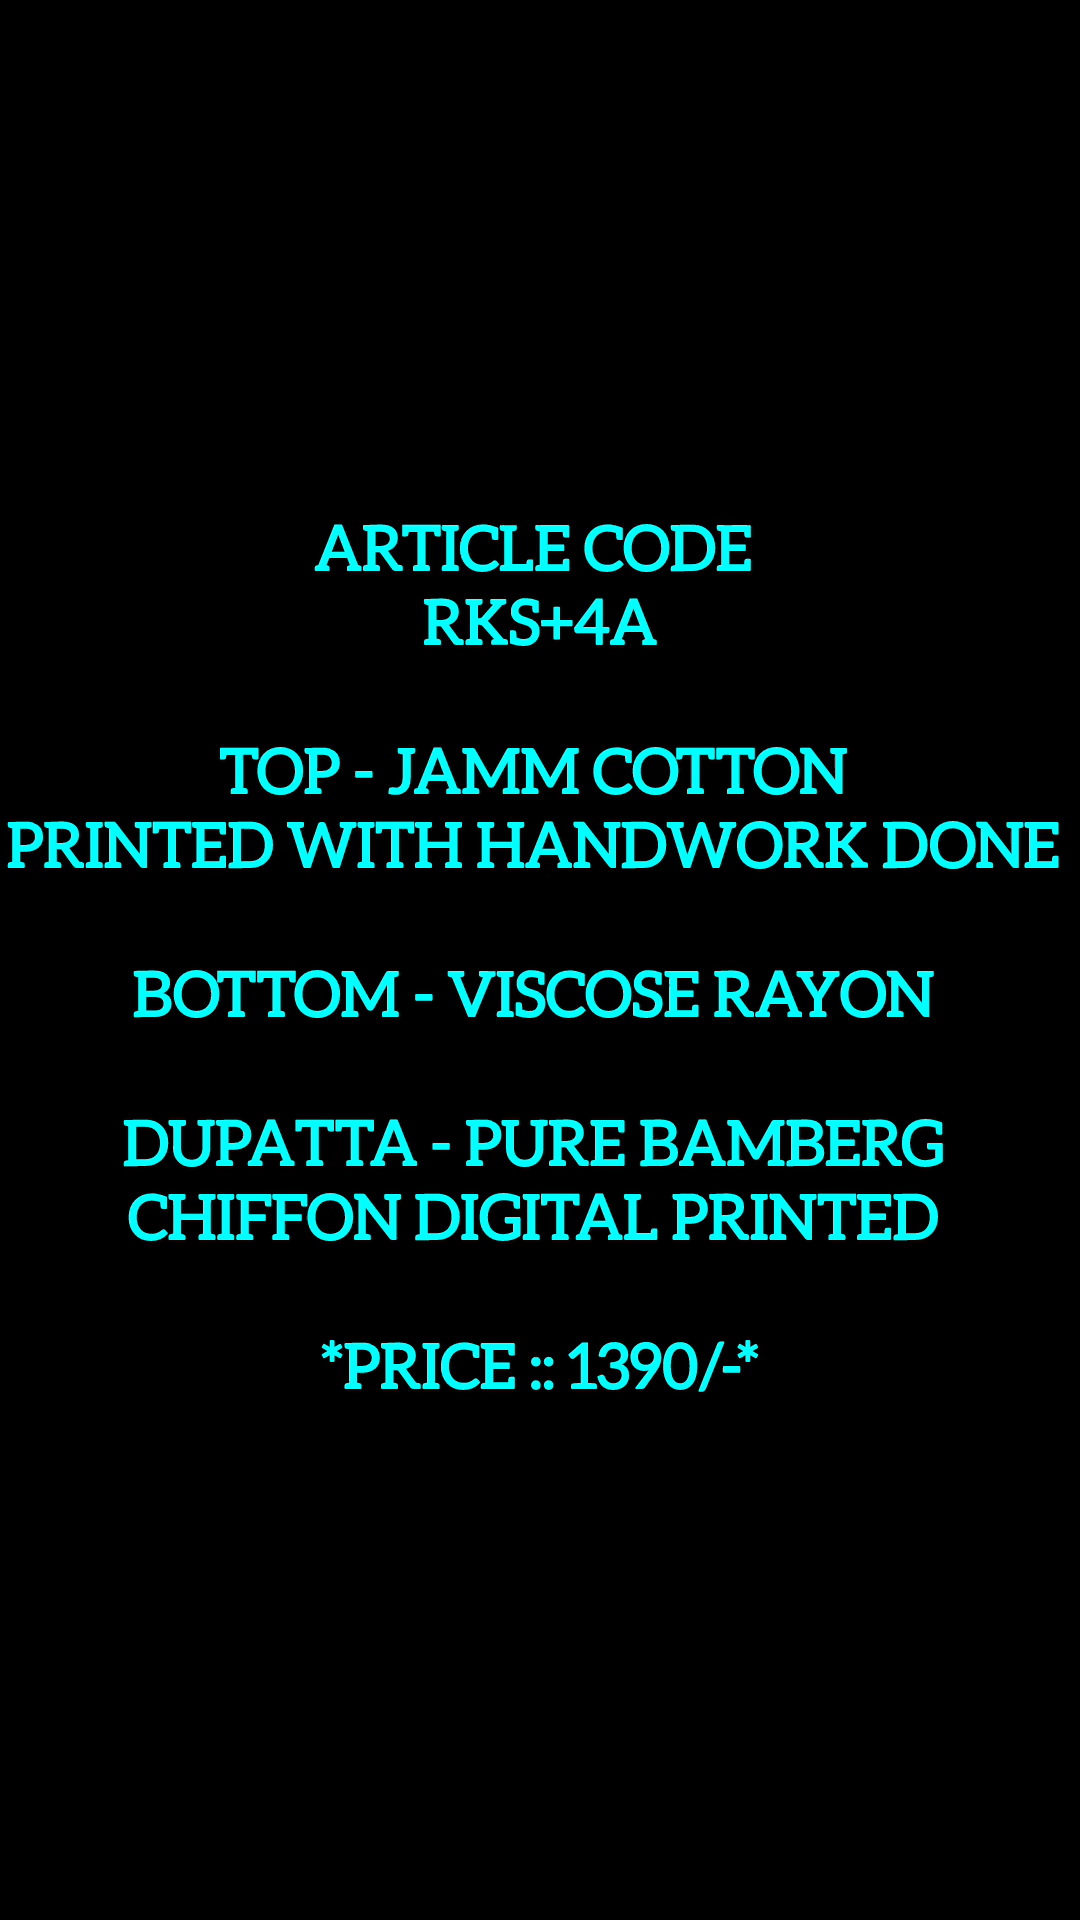 ARTICLE CODE
RKS+4A
TOP - JAMM COTTON
PRINTED WITH HANDWORK DONE
BOTTOM - VISCOSE RAYON
DUPATTA - PURE BAMBERG
CHIFFON DIGITAL PRINTED
*PRICE :: 1390/-*